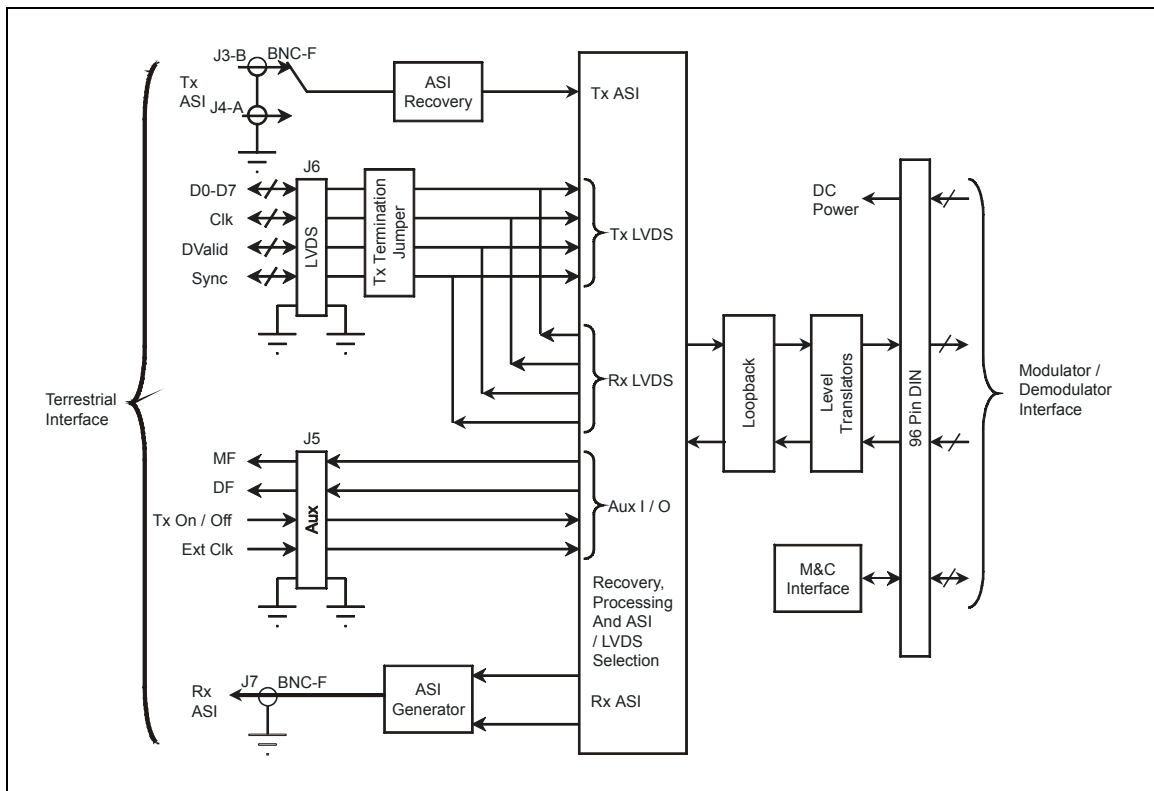 Terrestrial
Interface
J3-B
BNC-F
Tx
ASI
J4-A
ASI
Recovery
Tx ASI
J6
D0-D7
Clk
DValid
Sync
LVDS
Tx Termination
Jumper
Tx LVDS
Rx LVDS
J5
MF
DF
Tx On / Off
Ext Clk
Aux
Aux I / O
Recovery,
Processing
And ASI
/ LVDS
Selection
J7
BNC-F
Rx
ASI
ASI
Generator
Rx ASI
Loopback
Level
Translators
DC
Power
96 Pin DIN
M&C
Interface
Modulator /
Demodulator
Interface